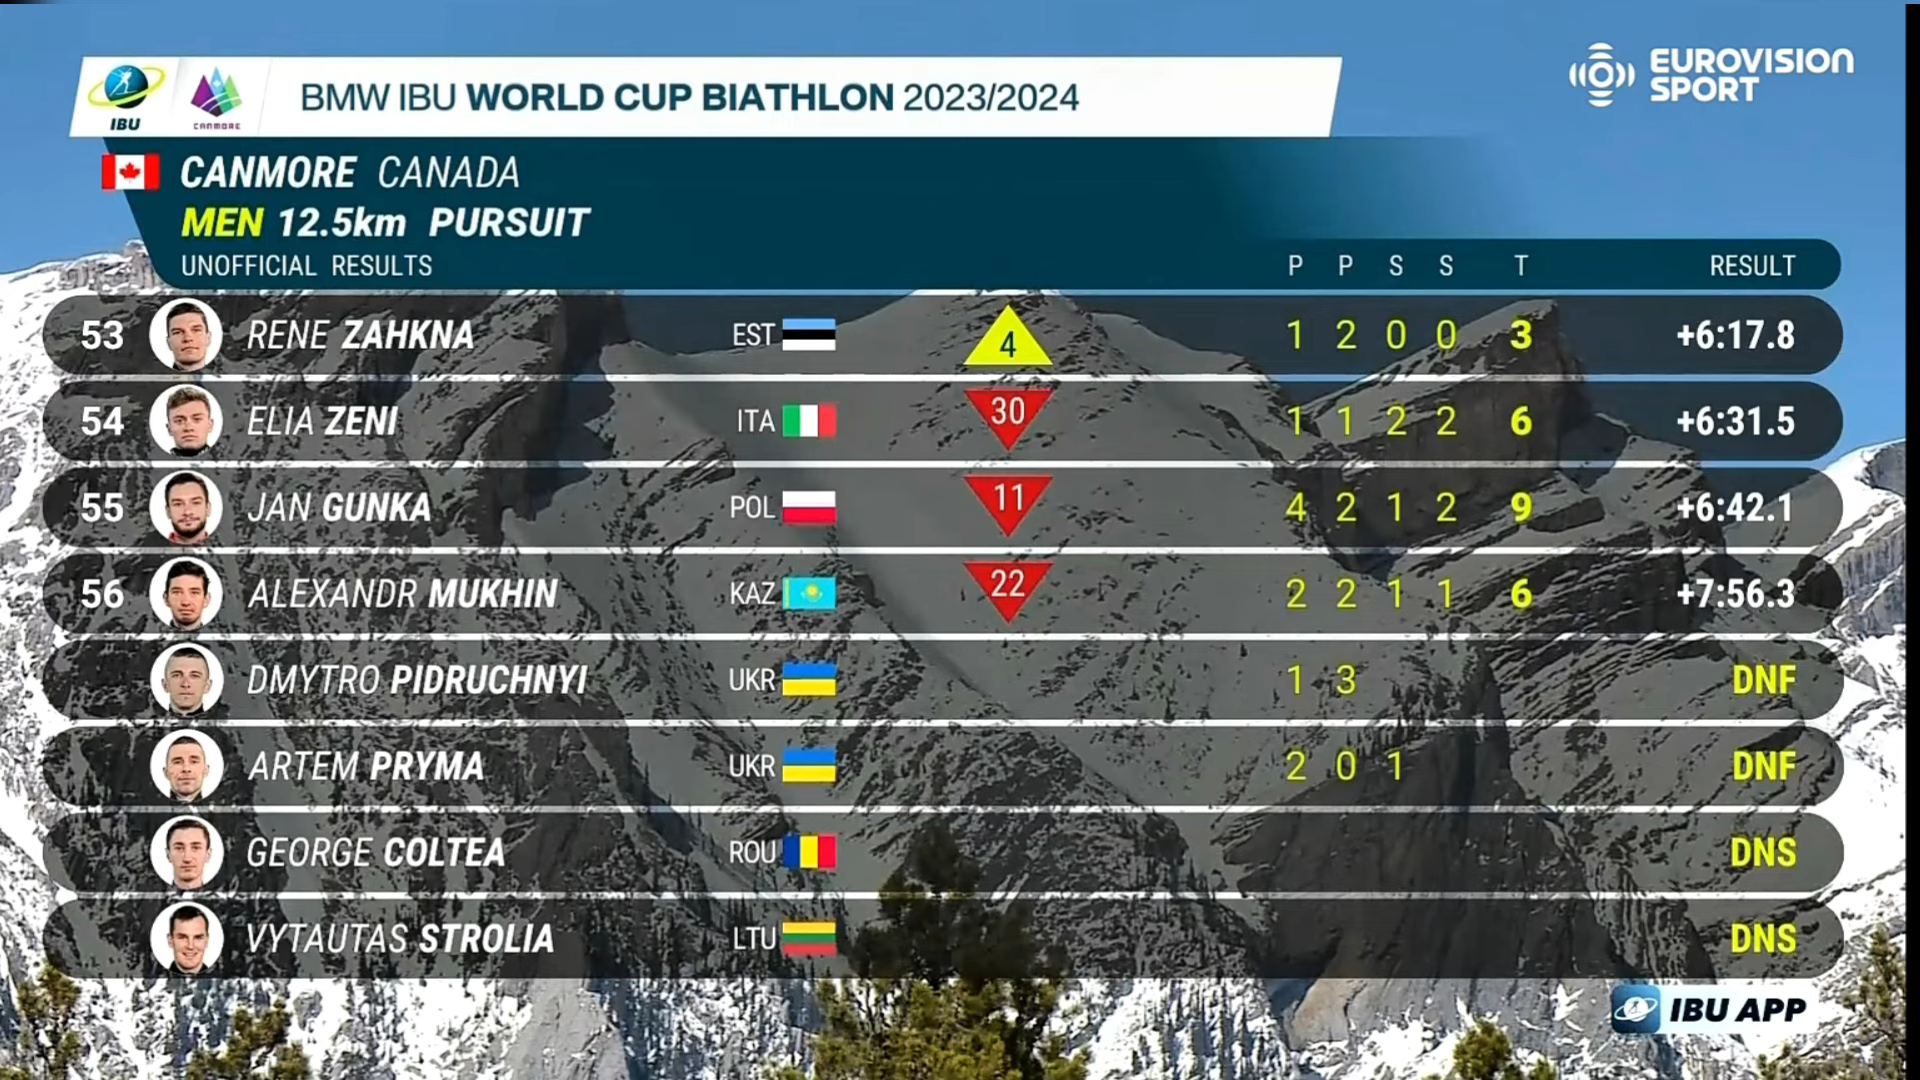 IBU
CANMORE
BMW IBU WORLD CUP BIATHLON 2023/2024
EUROVISION
SPORT
CANMORE CANADA
MEN 12.5km PURSUIT
UNOFFICIAL RESULTS P P S S T RESULT
53 RENE ZAHKNA EST 4 1 2 0 0 3 +6:17.8
54 ELIA ZENI ITA 30 1 1 2 2 6 +6:31.5
55 JAN GUNKA POL 11 4 2 1 2 9 +6:42.1
56 ALEXANDR MUKHIN KAZ 22 2 2 1 1 6 +7:56.3
DMYTRO PIDRUCHNYI UKR 1 3 DNF
ARTEM PRYMA UKR 2 0 1 DNF
GEORGE COLTEA ROU DNS
VYTAUTAS STROLIA LTU DNS
IBU APP